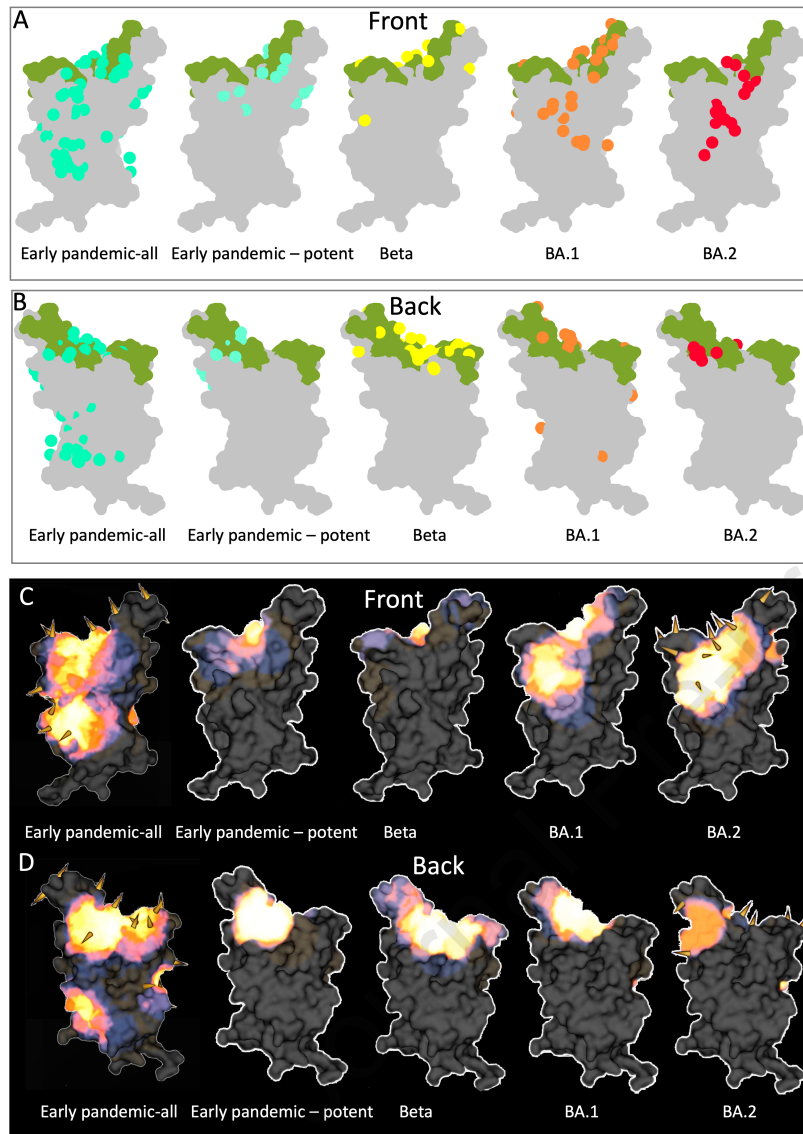 A
Front
Early pandemic-all
Early pandemic – potent
Beta
BA.1
BA.2
B
Back
Early pandemic-all
Early pandemic – potent
Beta
BA.1
BA.2
C
Front
Early pandemic-all
Early pandemic – potent
Beta
BA.1
BA.2
D
Back
Early pandemic-all
Early pandemic – potent
Beta
BA.1
BA.2